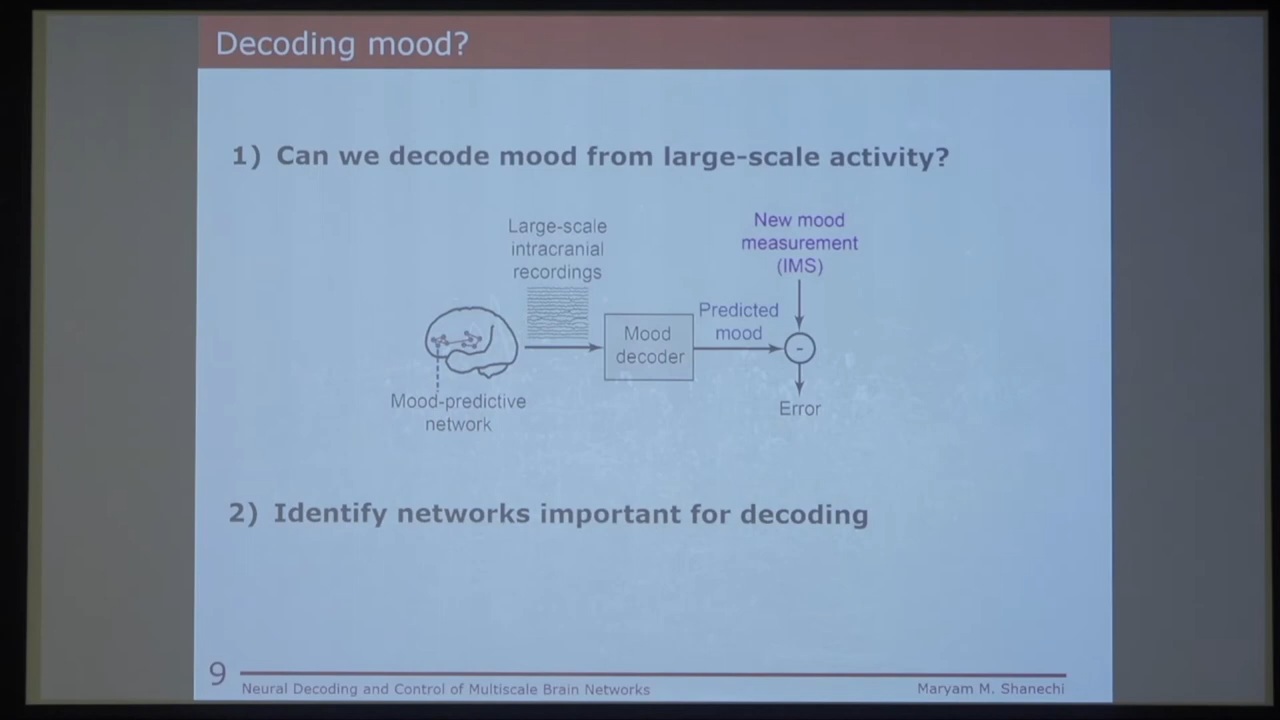 Decoding mood?
1) Can we decode mood from large-scale activity?
Large-scale
intracranial
recordings
New mood
measurement
(IMS)
Predicted
mood
Mood
decoder
-
Mood-predictive
network
Error
2) Identify networks important for decoding
9
Neural Decoding and Control of Multiscale Brain Networks
Maryam M. Shanechi